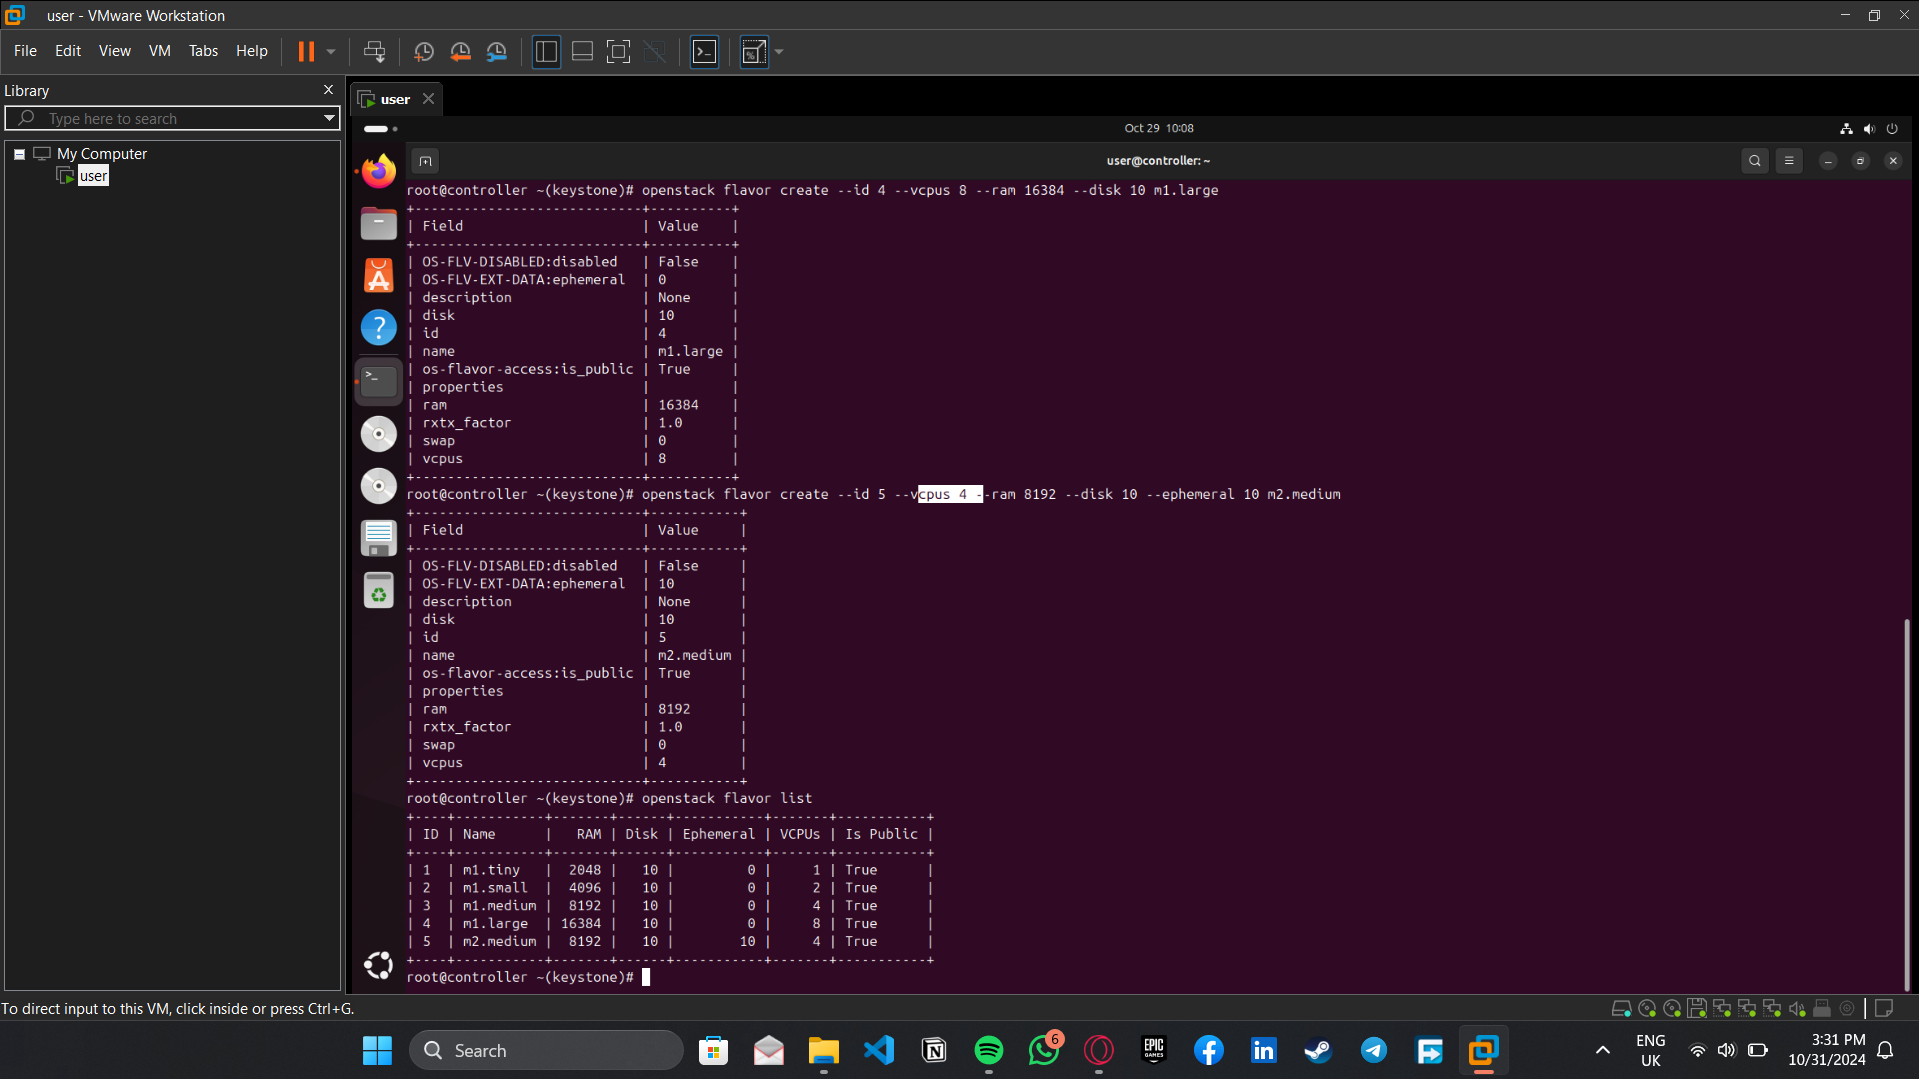 user - VMware Workstation
File Edit View VM Tabs Help
Library
Type here to search
My Computer
user
user
Oct 29 10:08
user@controller: ~
root@controller ~(keystone)# openstack flavor create --id 4 --vcpus 8 --ram 16384 --disk 10 m1.large
+----------------------------+----------+
| Field                      | Value    |
+----------------------------+----------+
| OS-FLV-DISABLED:disabled   | False    |
| OS-FLV-EXT-DATA:ephemeral  | 0        |
| description                | None     |
| disk                       | 10       |
| id                         | 4        |
| name                       | m1.large |
| os-flavor-access:is_public | True     |
| properties                 |          |
| ram                        | 16384    |
| rxtx_factor                | 1.0      |
| swap                       | 0        |
| vcpus                      | 8        |
+----------------------------+----------+
root@controller ~(keystone)# openstack flavor create --id 5 --vcpus 4 --ram 8192 --disk 10 --ephemeral 10 m2.medium
+----------------------------+-----------+
| Field                      | Value     |
+----------------------------+-----------+
| OS-FLV-DISABLED:disabled   | False     |
| OS-FLV-EXT-DATA:ephemeral  | 10        |
| description                | None      |
| disk                       | 10        |
| id                         | 5         |
| name                       | m2.medium |
| os-flavor-access:is_public | True      |
| properties                 |           |
| ram                        | 8192      |
| rxtx_factor                | 1.0       |
| swap                       | 0         |
| vcpus                      | 4         |
+----------------------------+-----------+
root@controller ~(keystone)# openstack flavor list
+----+-----------+-------+------+-----------+-------+-----------+
| ID | Name      |   RAM | Disk | Ephemeral | VCPUs | Is Public |
+----+-----------+-------+------+-----------+-------+-----------+
| 1  | m1.tiny   |  2048 |   10 |         0 |     1 | True      |
| 2  | m1.small  |  4096 |   10 |         0 |     2 | True      |
| 3  | m1.medium |  8192 |   10 |         0 |     4 | True      |
| 4  | m1.large  | 16384 |   10 |         0 |     8 | True      |
| 5  | m2.medium |  8192 |   10 |        10 |     4 | True      |
+----+-----------+-------+------+-----------+-------+-----------+
root@controller ~(keystone)#
To direct input to this VM, click inside or press Ctrl+G.
Search
6
EPIC GAMES
ENG
UK
3:31 PM
10/31/2024